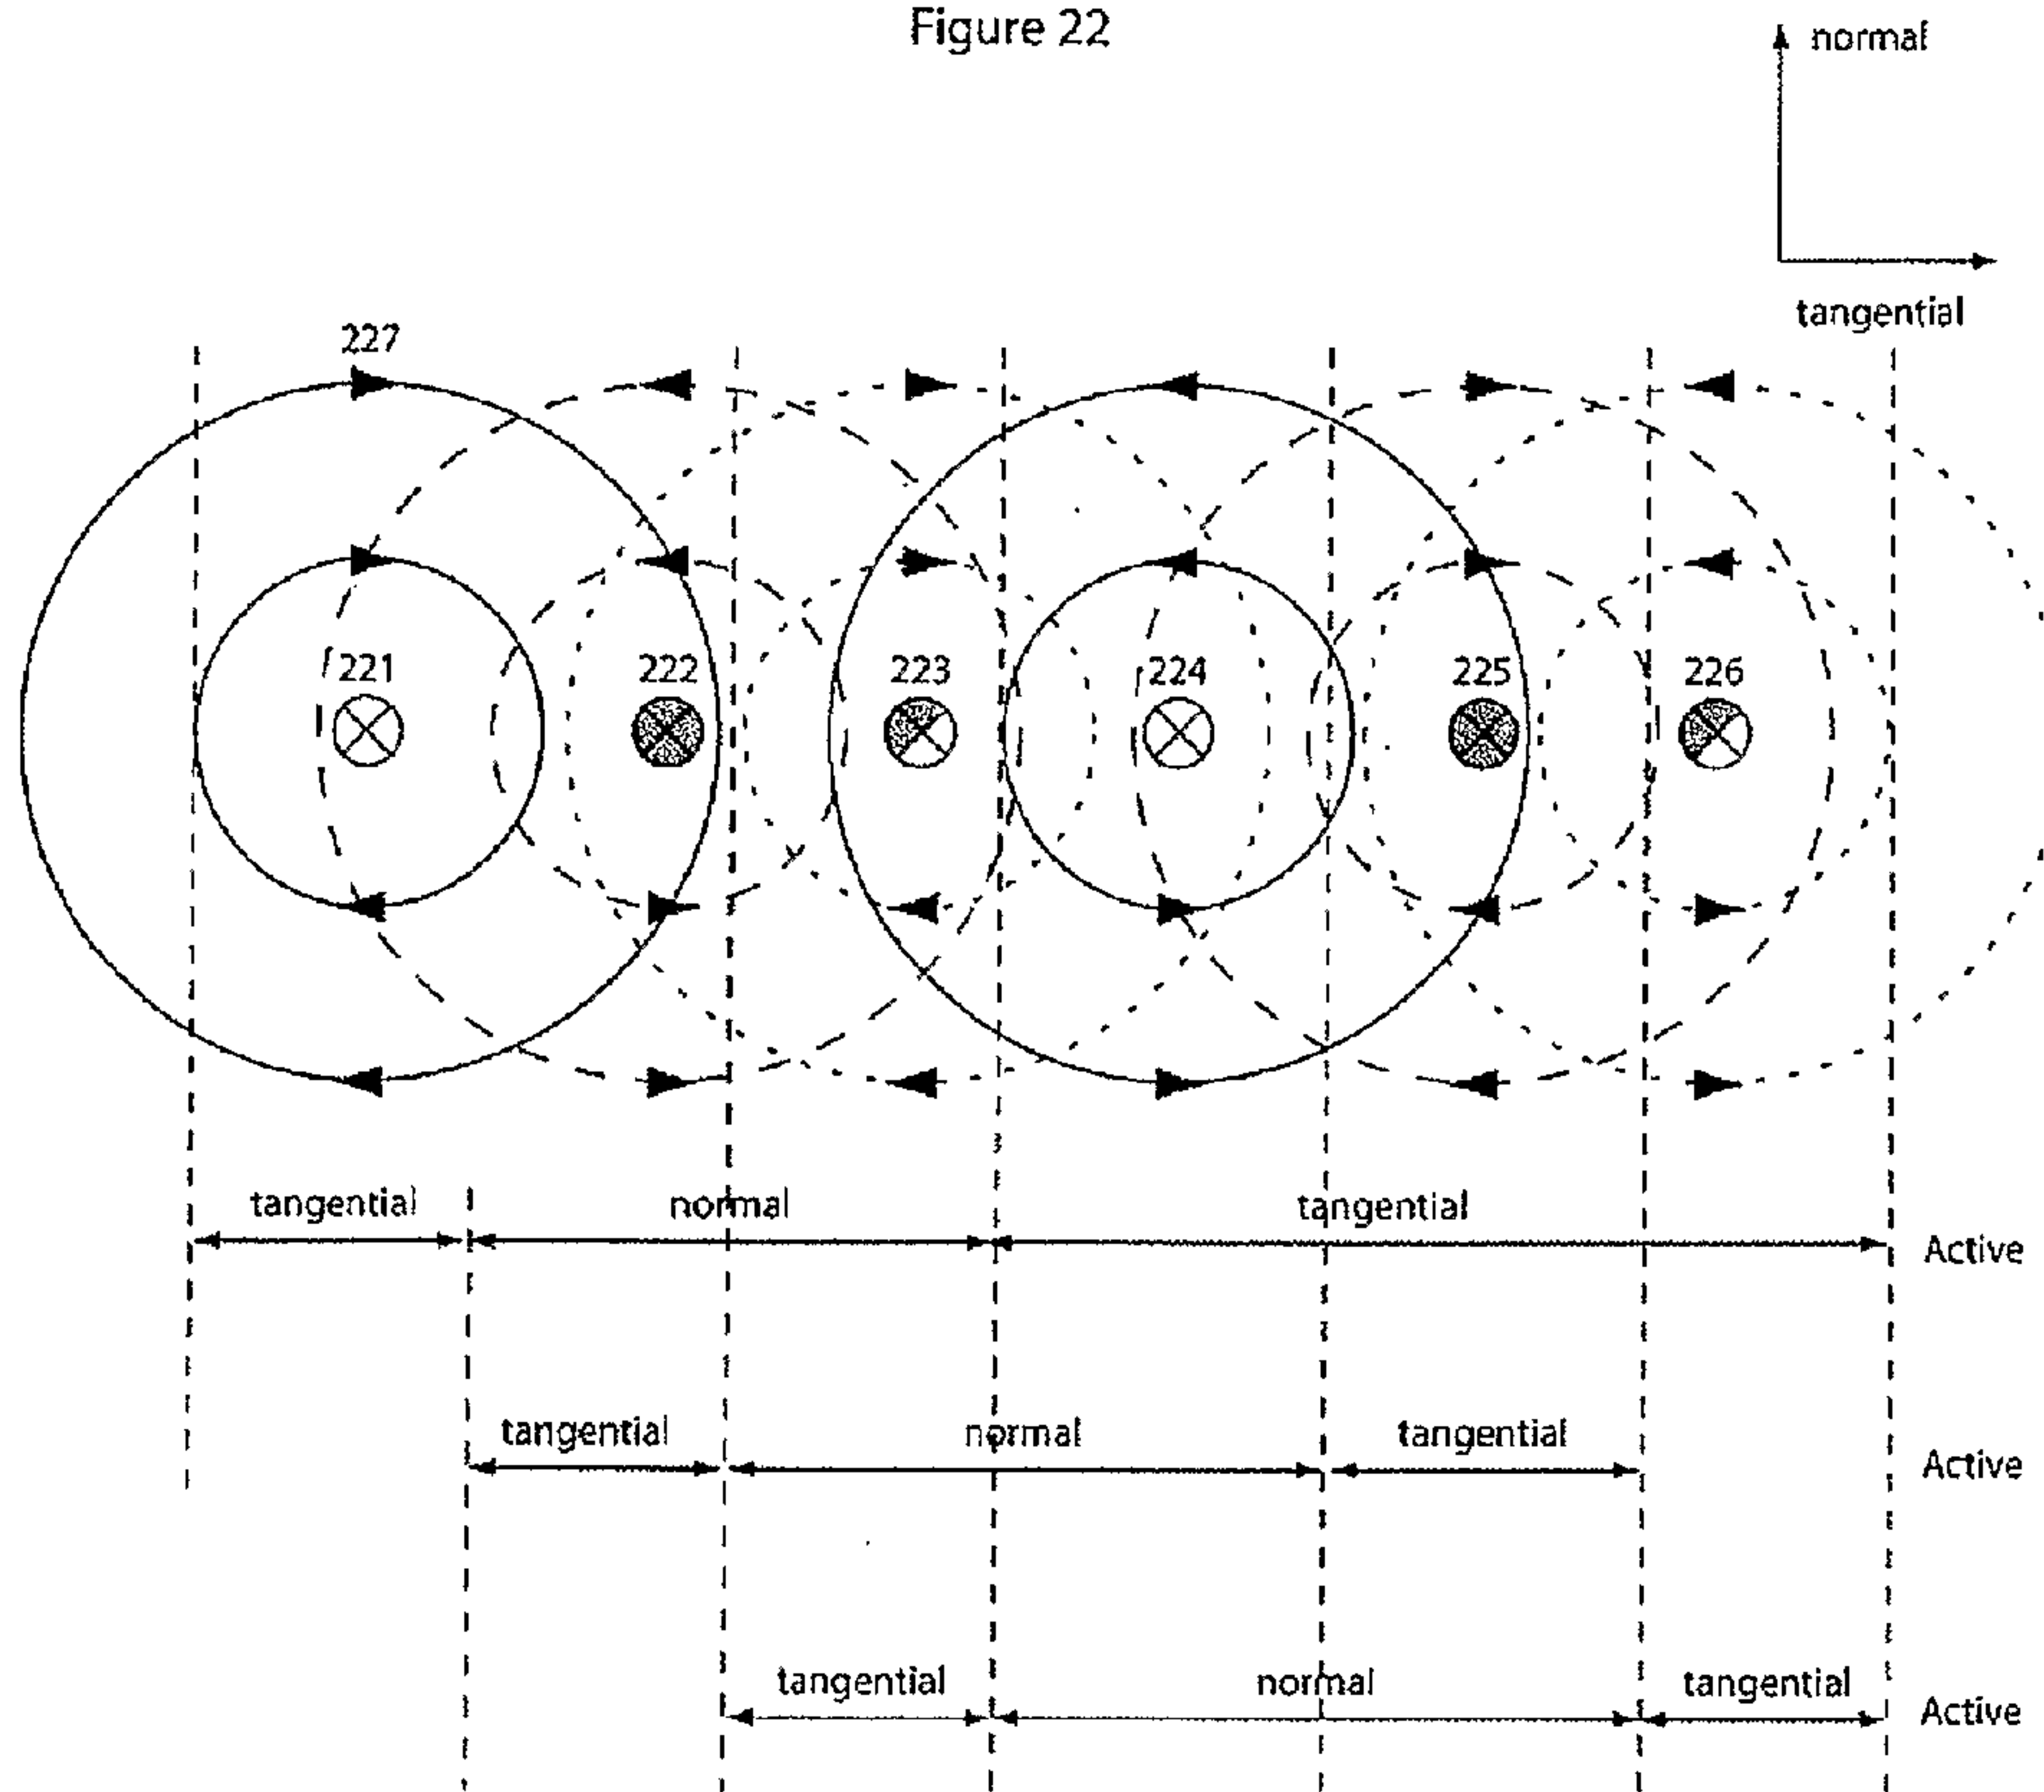 Figure 22
normal
tangential
227
221
222
223
224
225
226
tangential
normal
tangential
Active
tangential
normal
tangential
Active
tangential
normal
tangential
Active